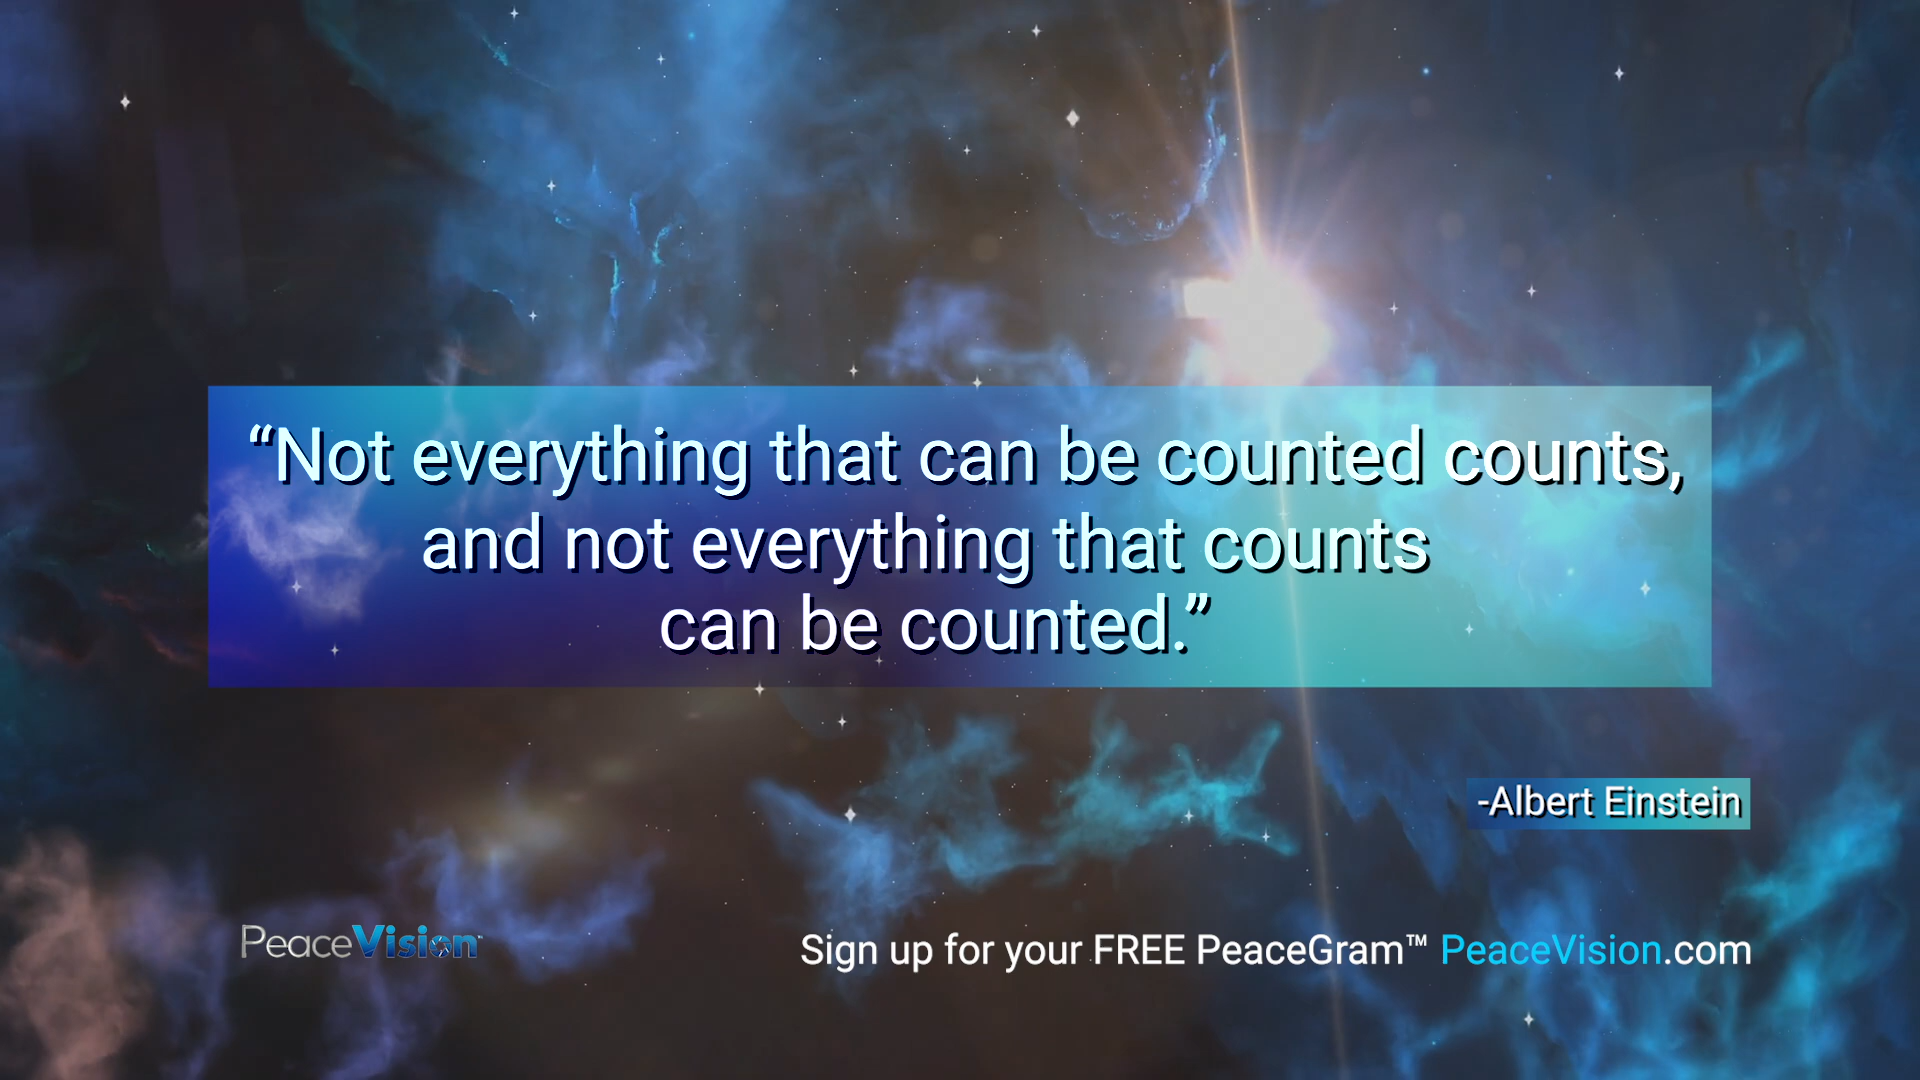 “Not everything that can be counted counts,
and not everything that counts
can be counted.”
-Albert Einstein
PeaceVision
Sign up for your FREE PeaceGram™ PeaceVision.com